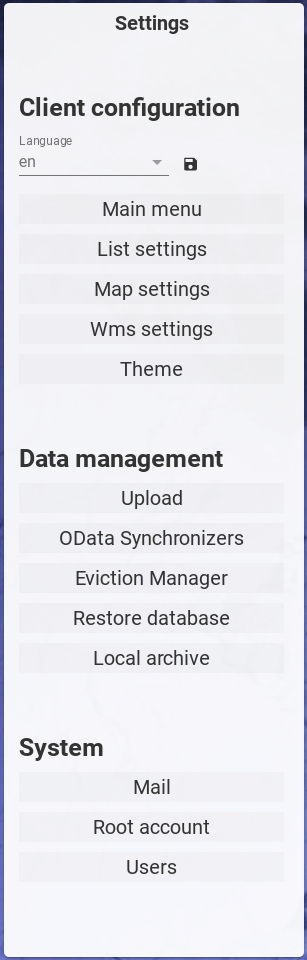 Settings
Client configuration
Language
en
Main menu
List settings
Map settings
Wms settings
Theme
Data management
Upload
OData Synchronizers
Eviction Manager
Restore database
Local archive
System
Mail
Root account
Users